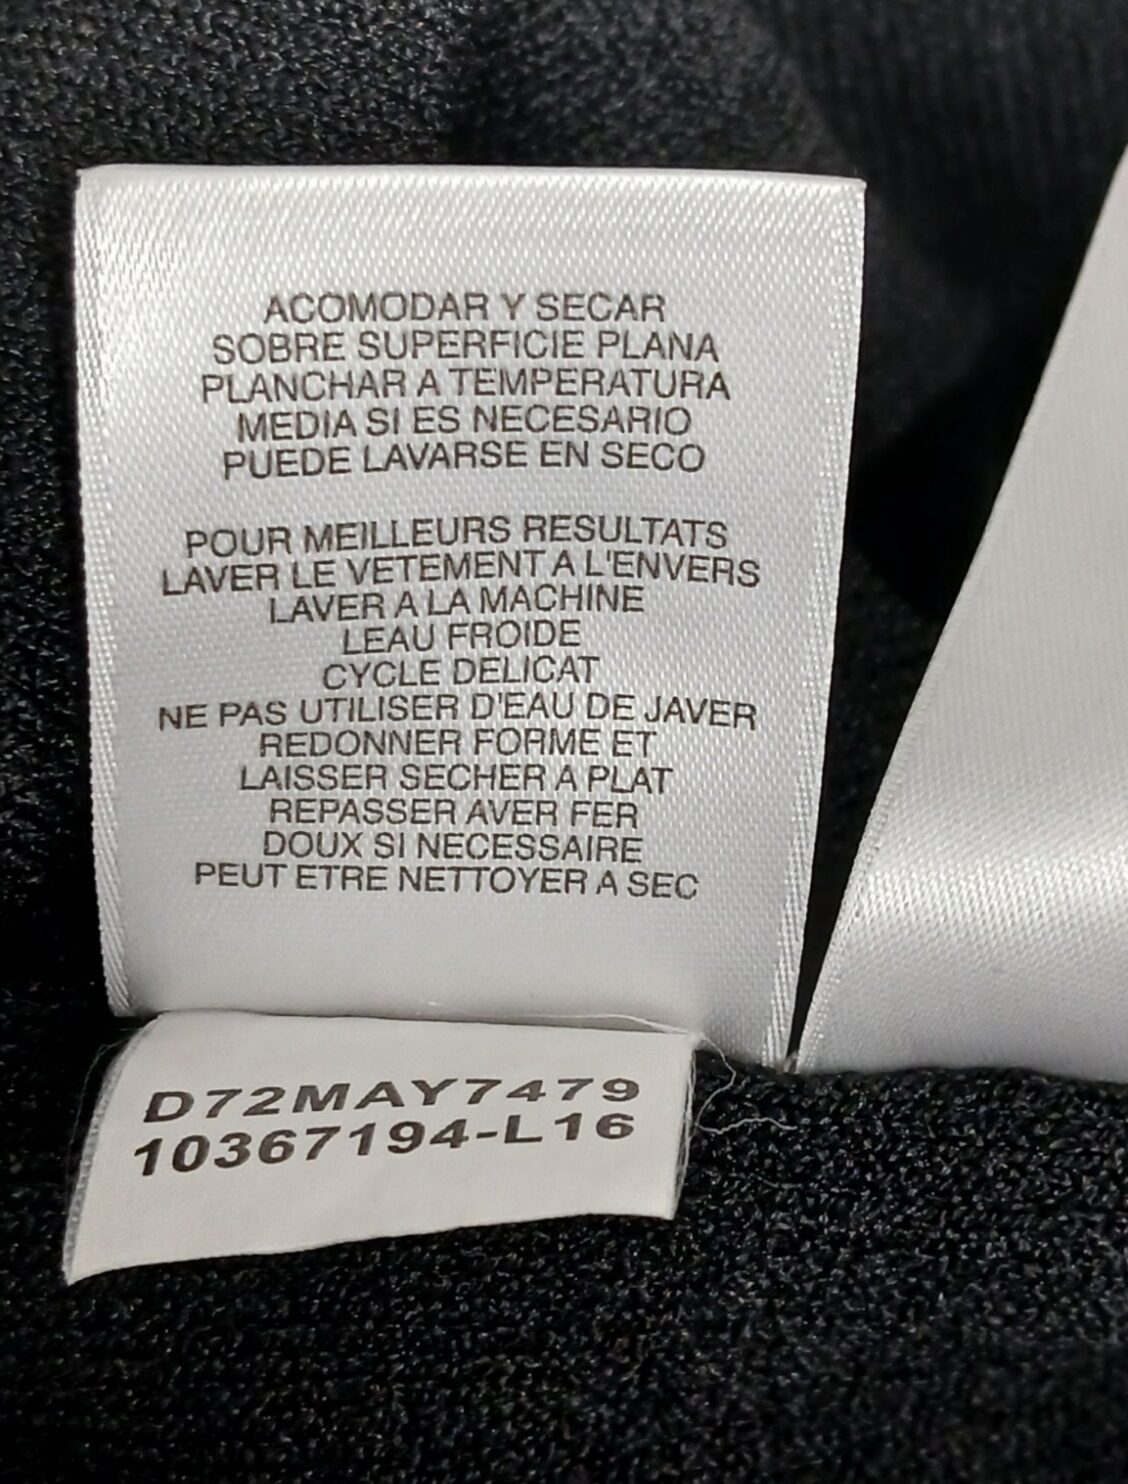 ACOMODAR Y SECAR
SOBRE SUPERFICIE PLANA
PLANCHAR A TEMPERATURA
MEDIA SI ES NECESARIO
PUEDE LAVARSE EN SECO
POUR MEILLEURS RESULTATS
LAVER LE VETEMENT A L'ENVERS
LAVER A LA MACHINE
LEAU FROIDE
CYCLE DELICAT
NE PAS UTILISER D'EAU DE JAVER
REDONNER FORME ET
LAISSER SECHER A PLAT
REPASSER AVER FER
DOUX SI NECESSAIRE
PEUT ETRE NETTOYER A SEC
D72MAY7479
10367194-L16